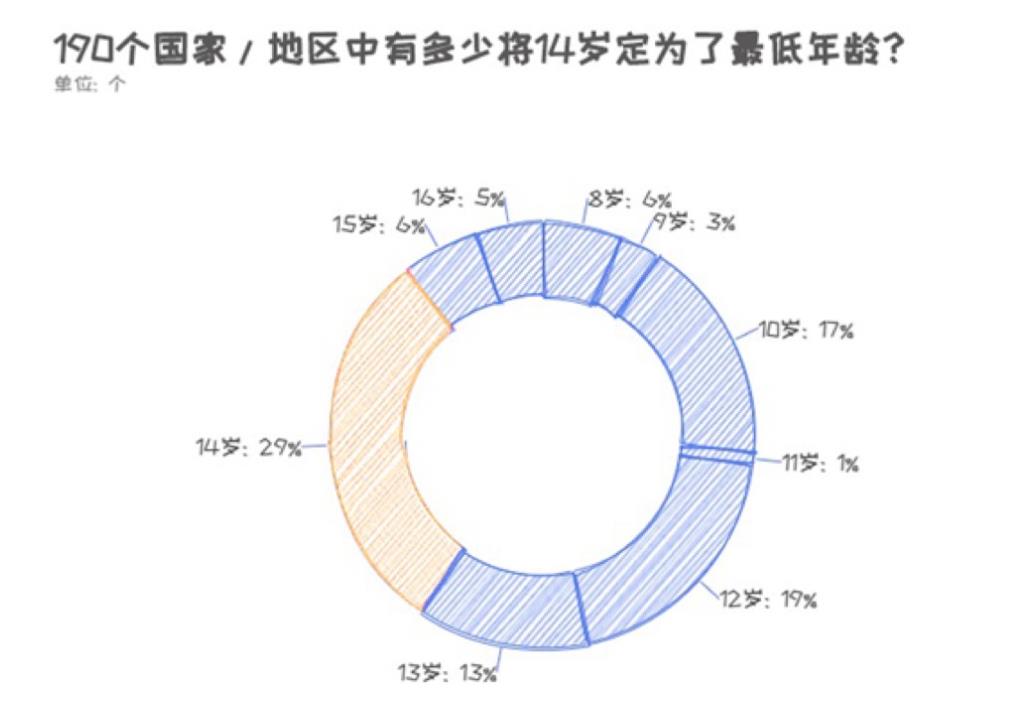 190个国家 / 地区中有多少将14岁定为了最低年龄?
单位: 个
16岁: 5%
8岁: 6%
15岁: 6%
9岁: 3%
10岁: 17%
14岁: 29%
11岁: 1%
12岁: 19%
13岁: 13%